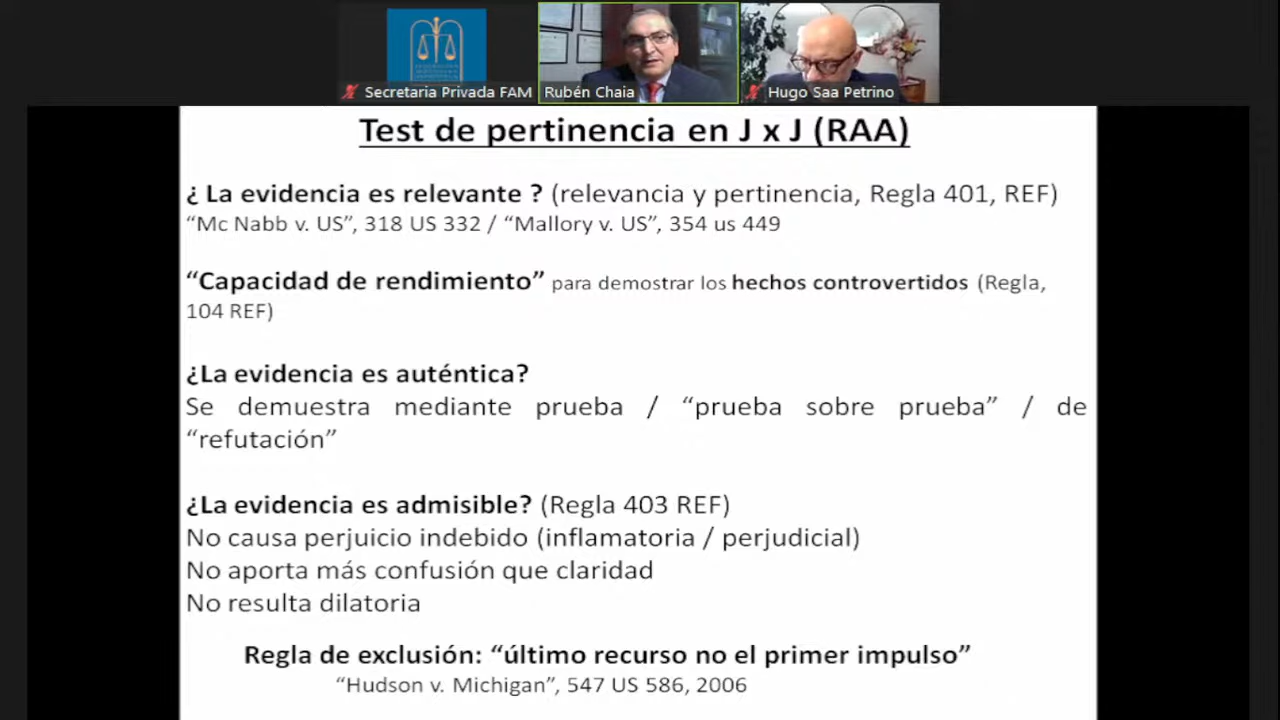 Secretaria Privada FAM
Rubén Chaia
Hugo Saa Petrino
Test de pertinencia en J x J (RAA)
¿ La evidencia es relevante ? (relevancia y pertinencia, Regla 401, REF)
“Mc Nabb v. US”, 318 US 332 / “Mallory v. US”, 354 us 449
“Capacidad de rendimiento” para demostrar los hechos controvertidos (Regla,
104 REF)
¿La evidencia es auténtica?
Se demuestra mediante prueba / “prueba sobre prueba” / de
“refutación”
¿La evidencia es admisible? (Regla 403 REF)
No causa perjuicio indebido (inflamatoria / perjudicial)
No aporta más confusión que claridad
No resulta dilatoria
Regla de exclusión: “último recurso no el primer impulso”
“Hudson v. Michigan”, 547 US 586, 2006